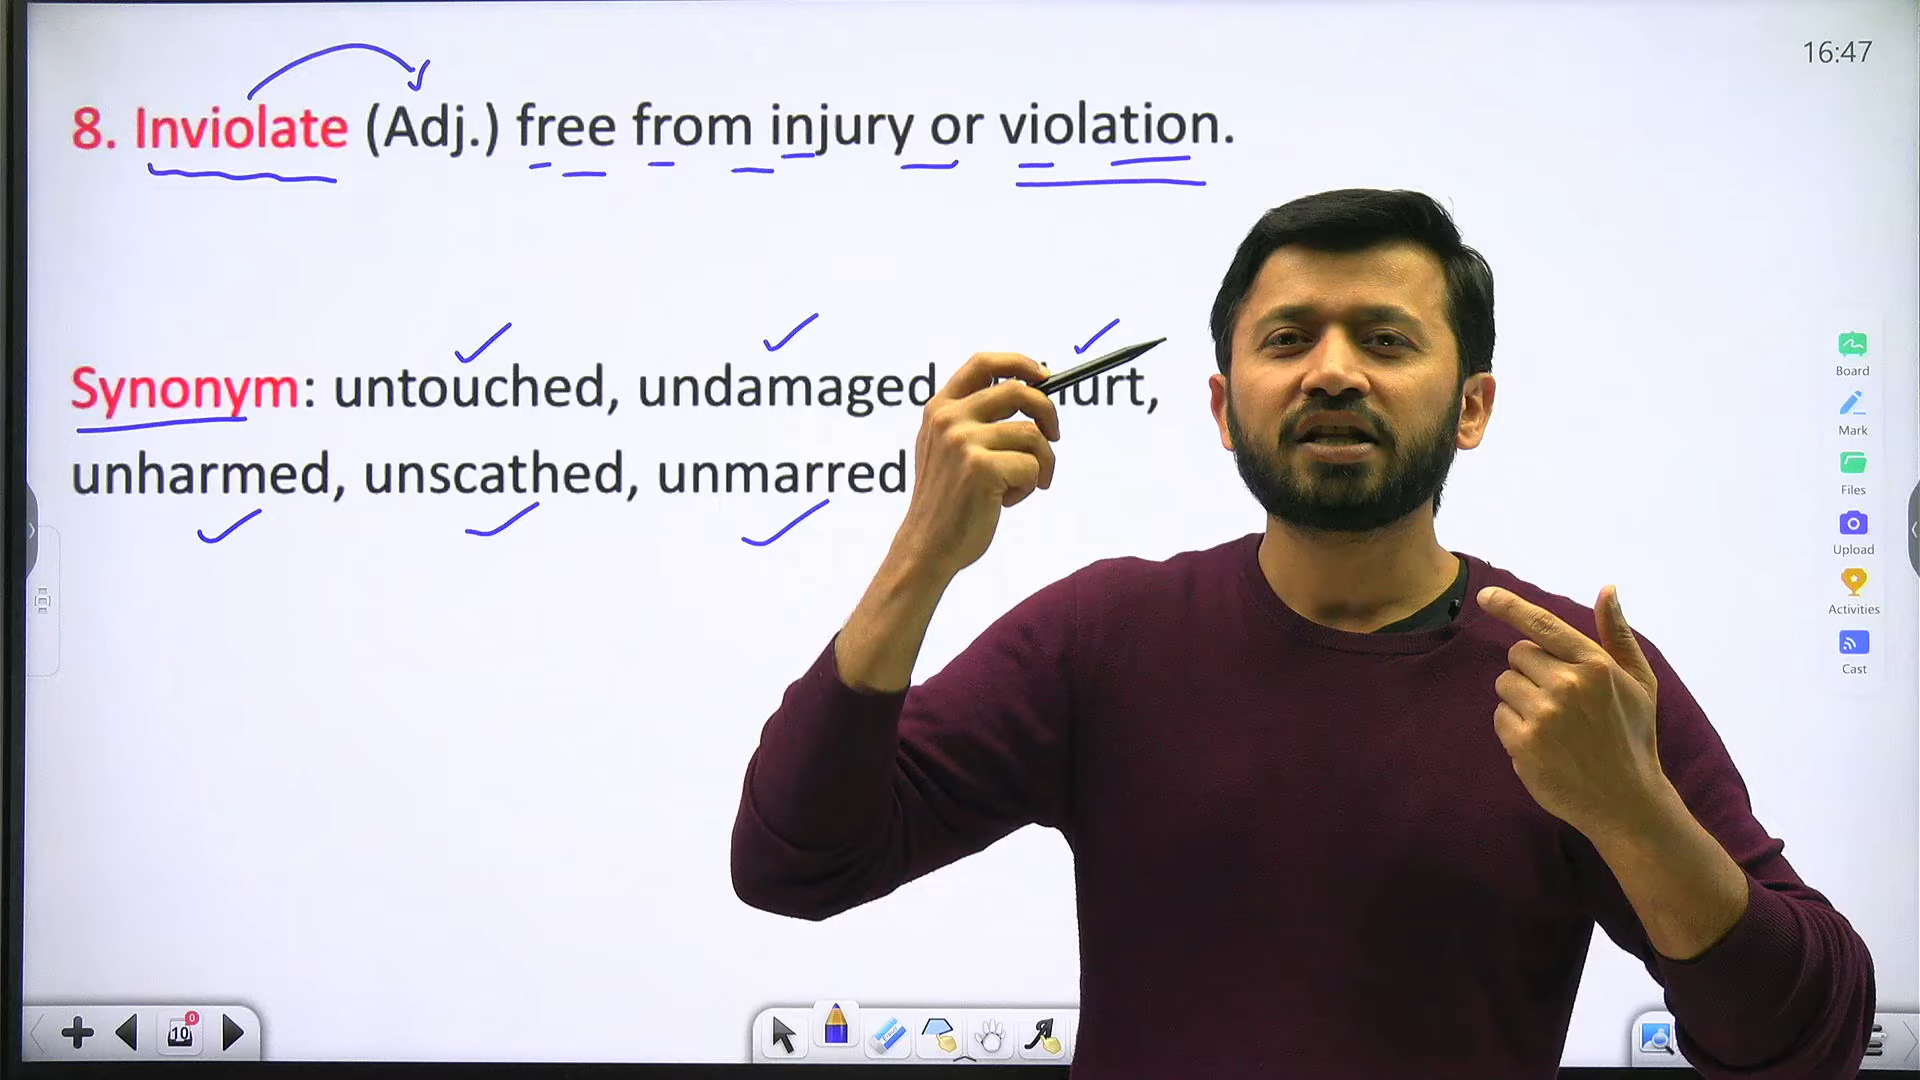 16:47
8. Inviolate (Adj.) free from injury or violation.
Synonym: untouched, undamaged
unharmed, unscathed, unmarred
Board
Mark
Files
Upload
Activities
Cast
10
0